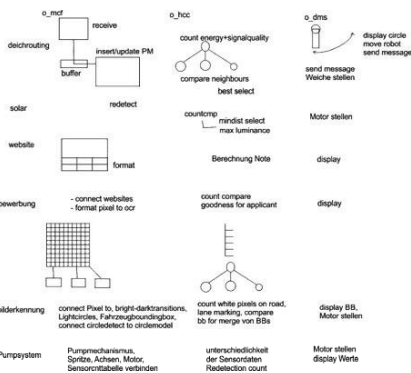 o_mcf
o_hcc
o_dms
receive
deichrouting
insert/update PM
buffer
count energy+signalquality
compare neighbours
best select
display circle
move robot
send message
send message
Weiche stellen
solar
redetect
countcmp
mindist select
max luminance
Motor stellen
website
format
Berechnung Note
display
bewerbung
- connect websites
- format pixel to ocr
count compare
goodness for applicant
display
bilderkennung
connect Pixel to, bright-darktransitions,
Lightcircles, Fahrzeugboundingbox,
connect circledetect to circlemodel
count white pixels on road,
lane marking, compare
bb for merge von BBs
display BB,
Motor stellen
Pumpsystem
Pumpmechanismus,
Spritze, Achsen, Motor,
Sensorcnttabelle verbinden
unterschiedlichkeit
der Sensordaten
Redetection count
Motor stellen
display Werte